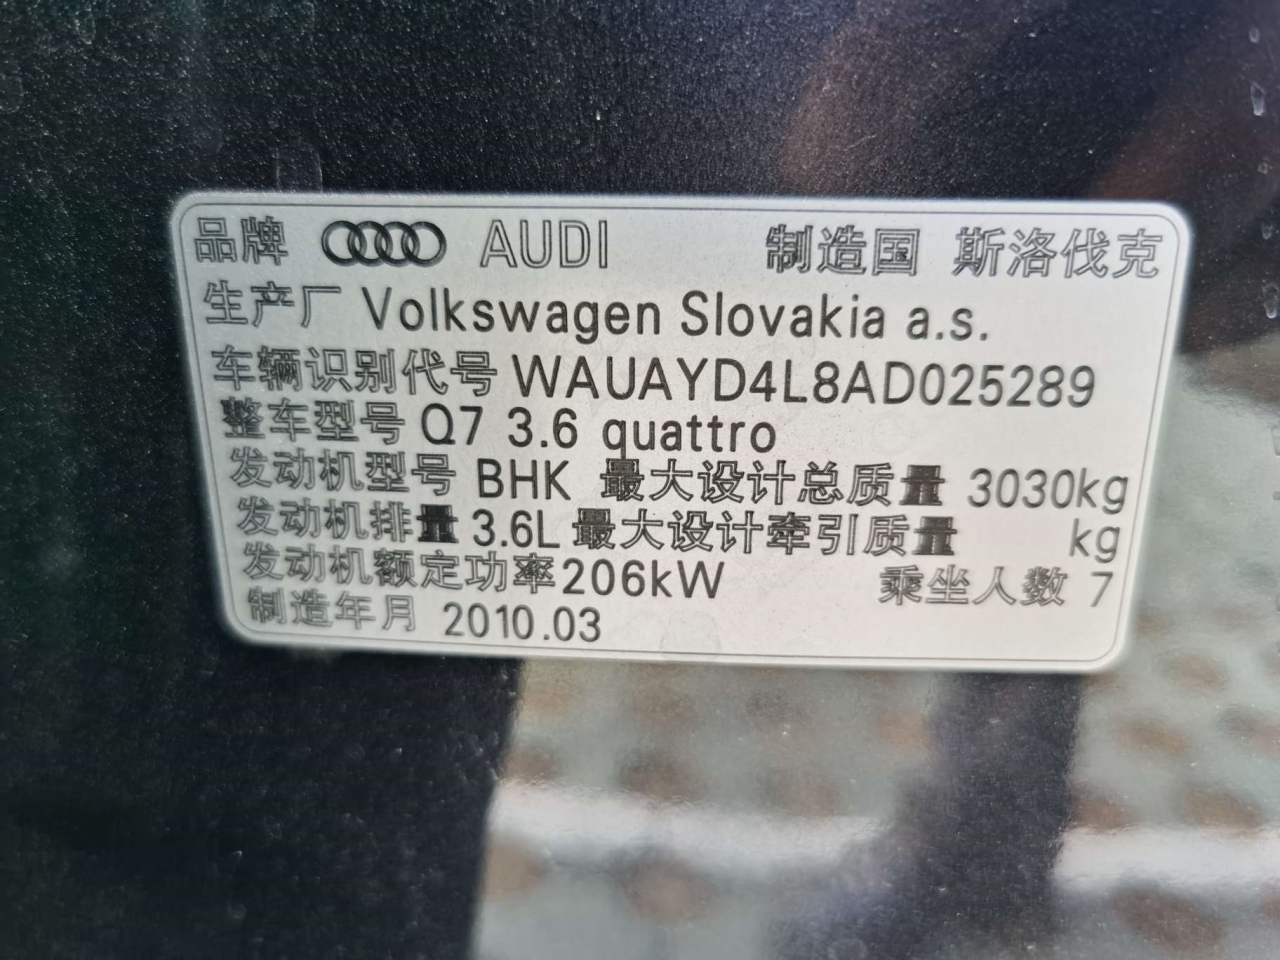 品牌 AUDI 制造国 斯洛伐克
生产厂 Volkswagen Slovakia a.s.
车辆识别代号 WAUAYD4L8AD025289
整车型号 Q7 3.6 quattro
发动机型号 BHK 最大设计总质量 3030kg
发动机排量 3.6L 最大设计牵引质量 kg
发动机额定功率 206kW 乘坐人数 7
制造年月 2010.03